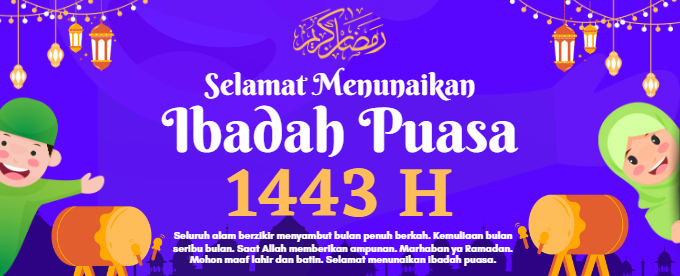 رمضان كريم
Selamat Menunaikan
Ibadah Puasa
1443 H
Seluruh alam berzikir menyambut bulan penuh berkah. Kemuliaan bulan
seribu bulan. Saat Allah memberikan ampunan. Marhaban ya Ramadan.
Mohon maaf lahir dan batin. Selamat menunaikan ibadah puasa.